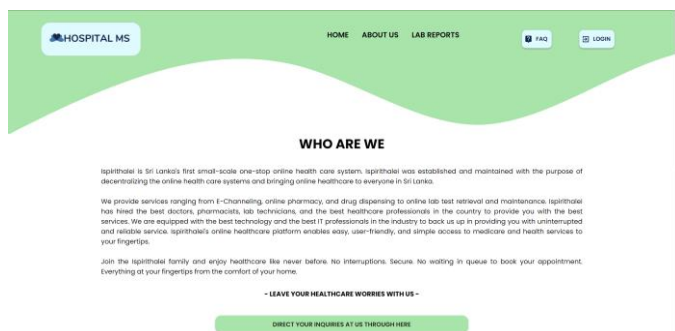 HOSPITAL MS
HOME ABOUT US LAB REPORTS FAQ LOGIN
WHO ARE WE
Ispirithalei is Sri Lanka's first small-scale one-stop online health care system. Ispirithalei was established and maintained with the purpose of
decentralizing the online health care systems and bringing online healthcare to everyone in Sri Lanka.
We provide services ranging from E-Channeling, online pharmacy, and drug dispensing to online lab test retrieval and maintenance. Ispirithalei
has hired the best doctors, pharmacists, lab technicians, and the best healthcare professionals in the country to provide you with the best
services. We are equipped with the best technology and the best IT professionals in the industry to back us up in providing you with uninterrupted
and reliable service. Ispirithalei's online healthcare platform enables easy, user-friendly, and simple access to medicare and health services to
your fingertips.
Join the Ispirithalei family and enjoy healthcare like never before. No interruptions. Secure. No waiting in queue to book your appointment.
Everything at your fingertips from the comfort of your home.
- LEAVE YOUR HEALTHCARE WORRIES WITH US -
DIRECT YOUR INQUIRIES AT US THROUGH HERE